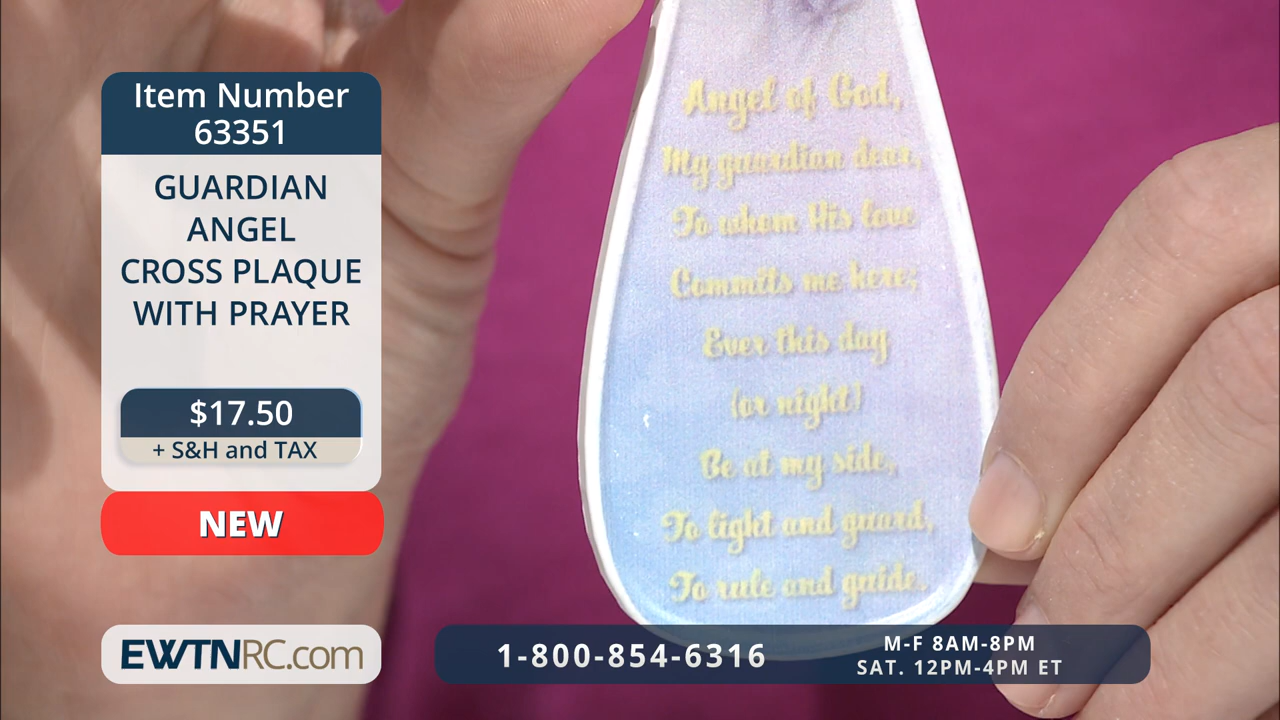 Item Number
63351
GUARDIAN
ANGEL
CROSS PLAQUE
WITH PRAYER
$17.50
+ S&H and TAX
NEW
EWTNRC.com
Angel of God,
My guardian dear,
To whom His love
Commits me here;
Ever this day
(or night)
Be at my side,
To light and guard,
To rule and guide.
1-800-854-6316
M-F 8AM-8PM
SAT. 12PM-4PM ET